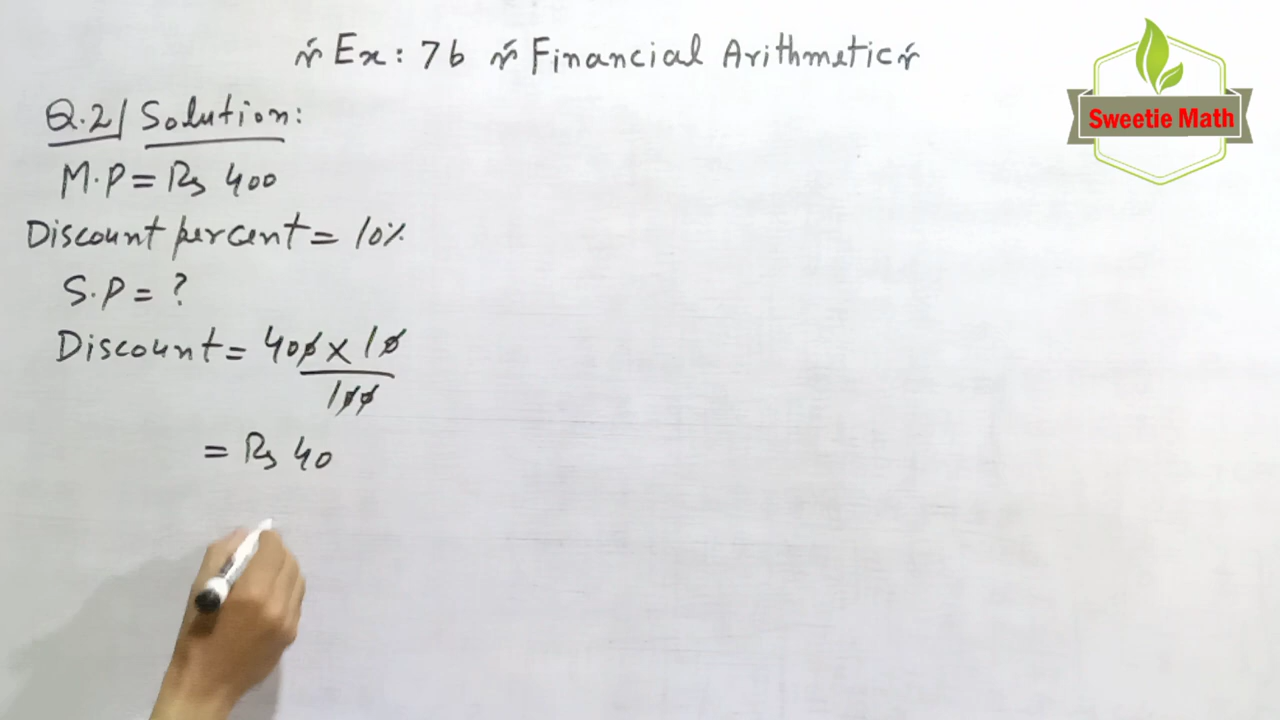 Ex: 7b Financial Arithmetic
Sweetie Math
Q.2/ Solution:
M.P = Rs 400
Discount percent = 10%
S.P = ?
Discount = 400 x 10
100
= Rs 40